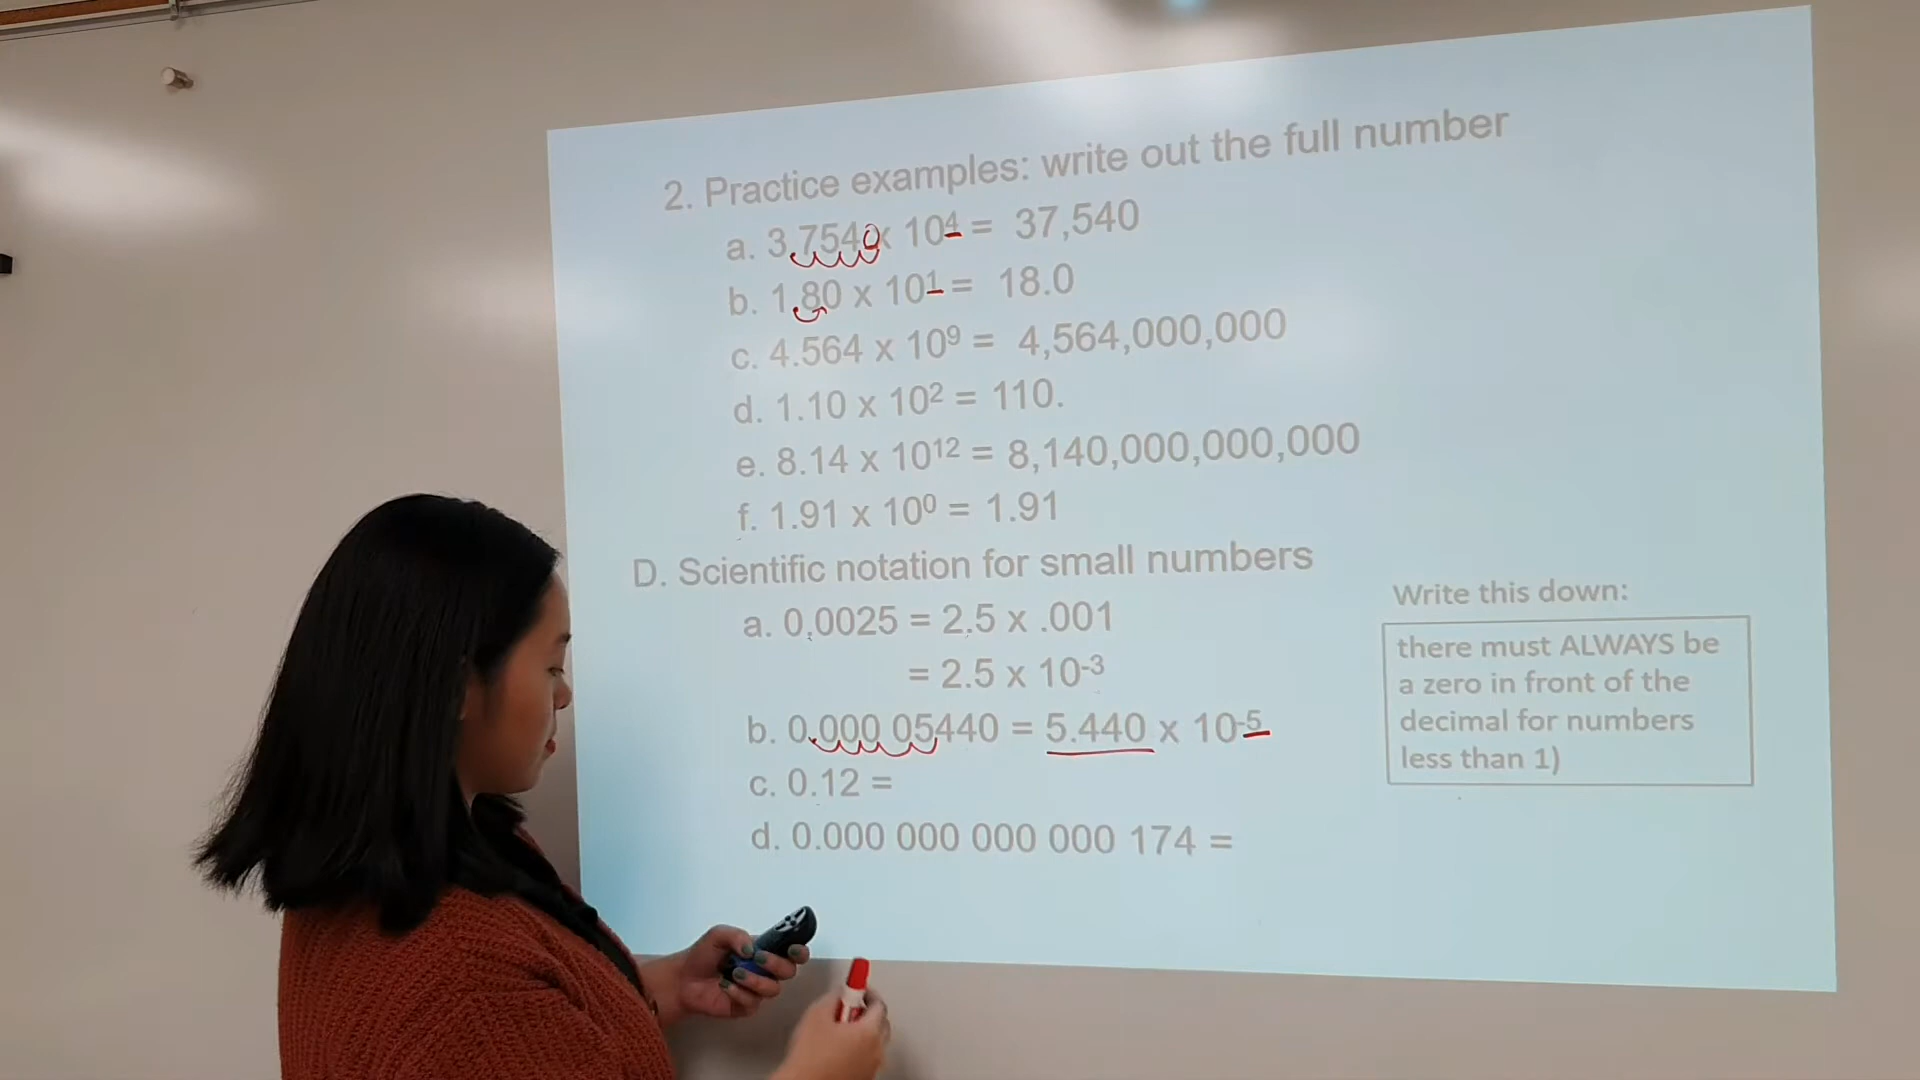 2. Practice examples: write out the full number
a. 3.7540x 10⁴ = 37,540
b. 1.80 x 10¹ = 18.0
c. 4.564 x 10⁹ = 4,564,000,000
d. 1.10 x 10² = 110.
e. 8.14 x 10¹² = 8,140,000,000,000
f. 1.91 x 10⁰ = 1.91
D. Scientific notation for small numbers
a. 0.0025 = 2.5 x .001
= 2.5 x 10⁻³
b. 0.000 05440 = 5.440 x 10⁻⁵
c. 0.12 =
d. 0.000 000 000 000 174 =
Write this down:
there must ALWAYS be
a zero in front of the
decimal for numbers
less than 1)